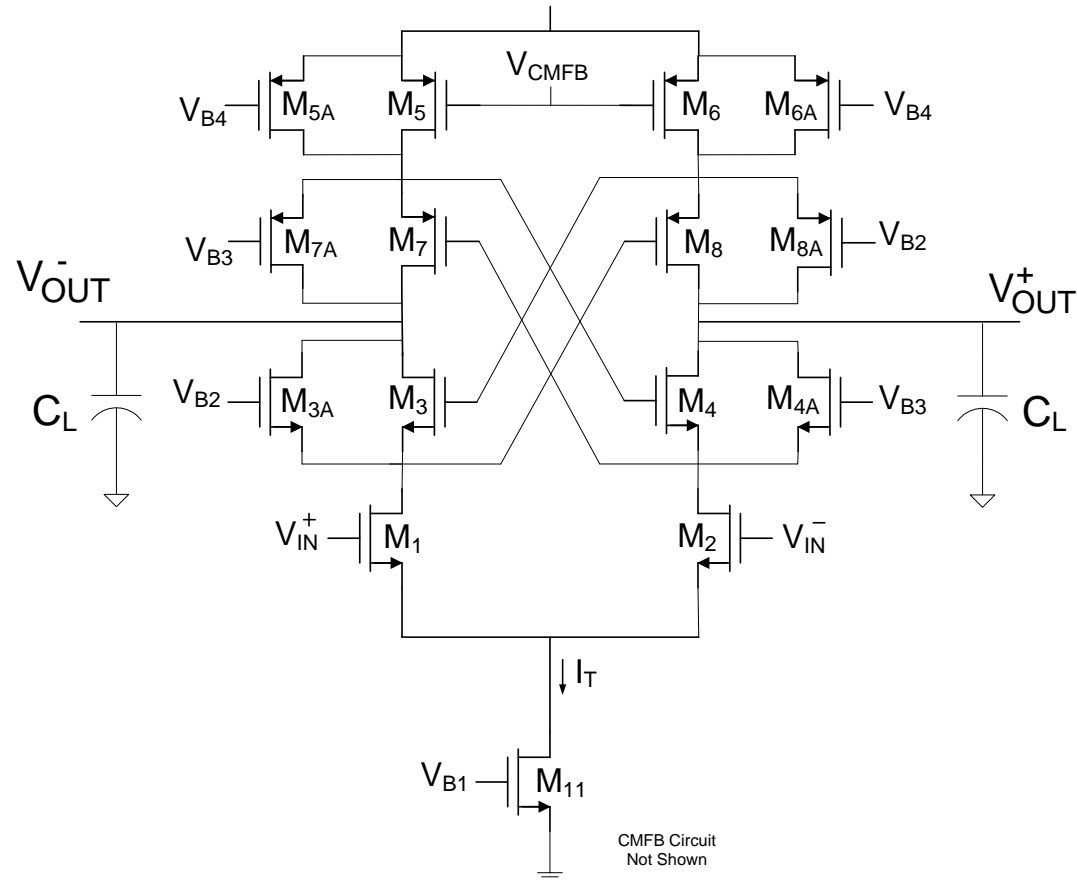 V_CMFB
V_B4 M_5A M_5 M_6 M_6A V_B4
V_B3 M_7A M_7 M_8 M_8A V_B2
V_OUT^- V_OUT^+
V_B2 M_3A M_3 M_4 M_4A V_B3
C_L C_L
V_IN^+ M_1 M_2 V_IN^-
I_T
V_B1 M_11
CMFB Circuit
Not Shown